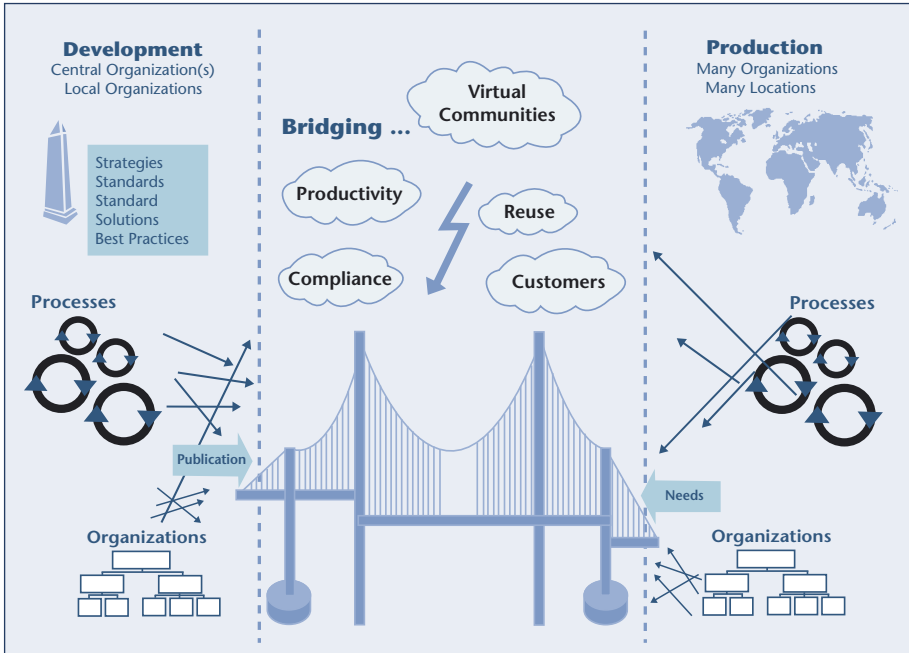 Development
Central Organization(s)
Local Organizations
Strategies
Standards
Standard
Solutions
Best Practices
Processes
Publication
Organizations
Bridging ...
Virtual
Communities
Productivity
Reuse
Compliance
Customers
Production
Many Organizations
Many Locations
Processes
Needs
Organizations